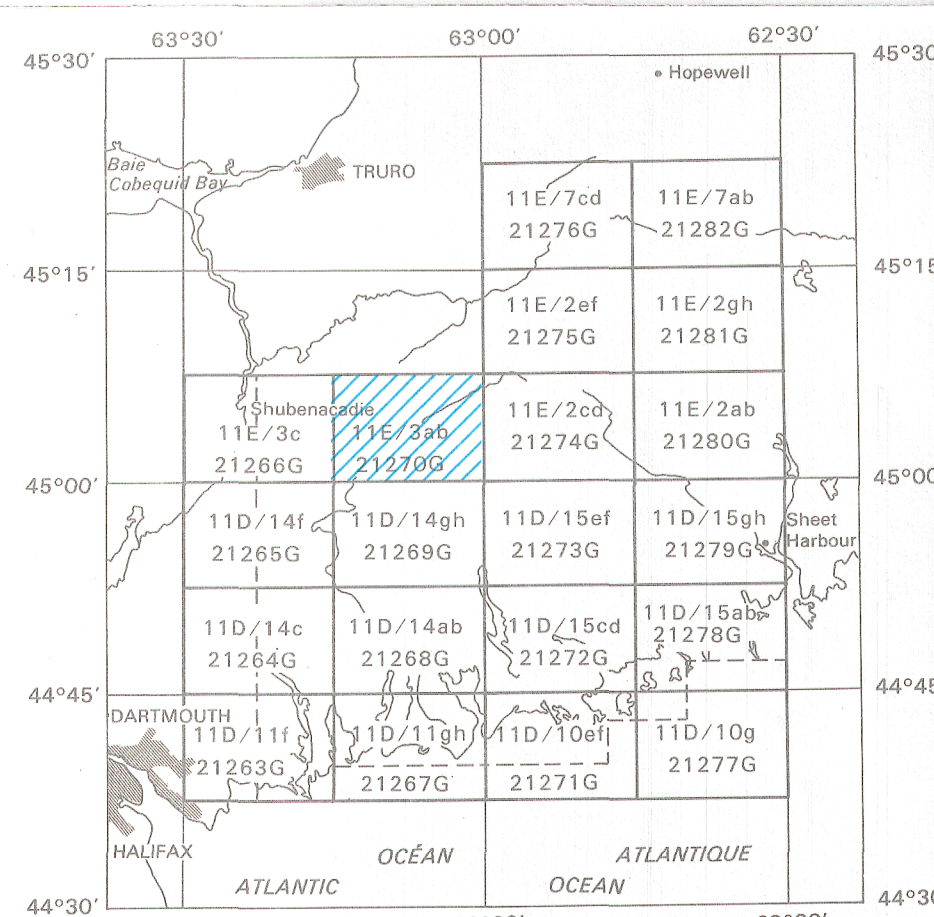 63°30' 63°00' 62°30'
45°30' 45°30
Hopewell
Baie
Cobequid Bay
TRURO
11E/7cd 11E/7ab
21276G 21282G
45°15' 45°15
11E/2ef 11E/2gh
21275G 21281G
Shubenacadie
11E/3c 11E/3ab 11E/2cd 11E/2ab
21266G 21270G 21274G 21280G
45°00' 45°00
11D/14f 11D/14gh 11D/15ef 11D/15gh Sheet
21265G 21269G 21273G 21279G Harbour
11D/14c 11D/14ab 11D/15cd 11D/15ab
21264G 21268G 21272G 21278G
44°45' 44°45
DARTMOUTH
11D/11f 11D/11gh 11D/10ef 11D/10g
21263G 21267G 21271G 21277G
HALIFAX
OCÉAN ATLANTIQUE
ATLANTIC OCEAN
44°30' 44°30